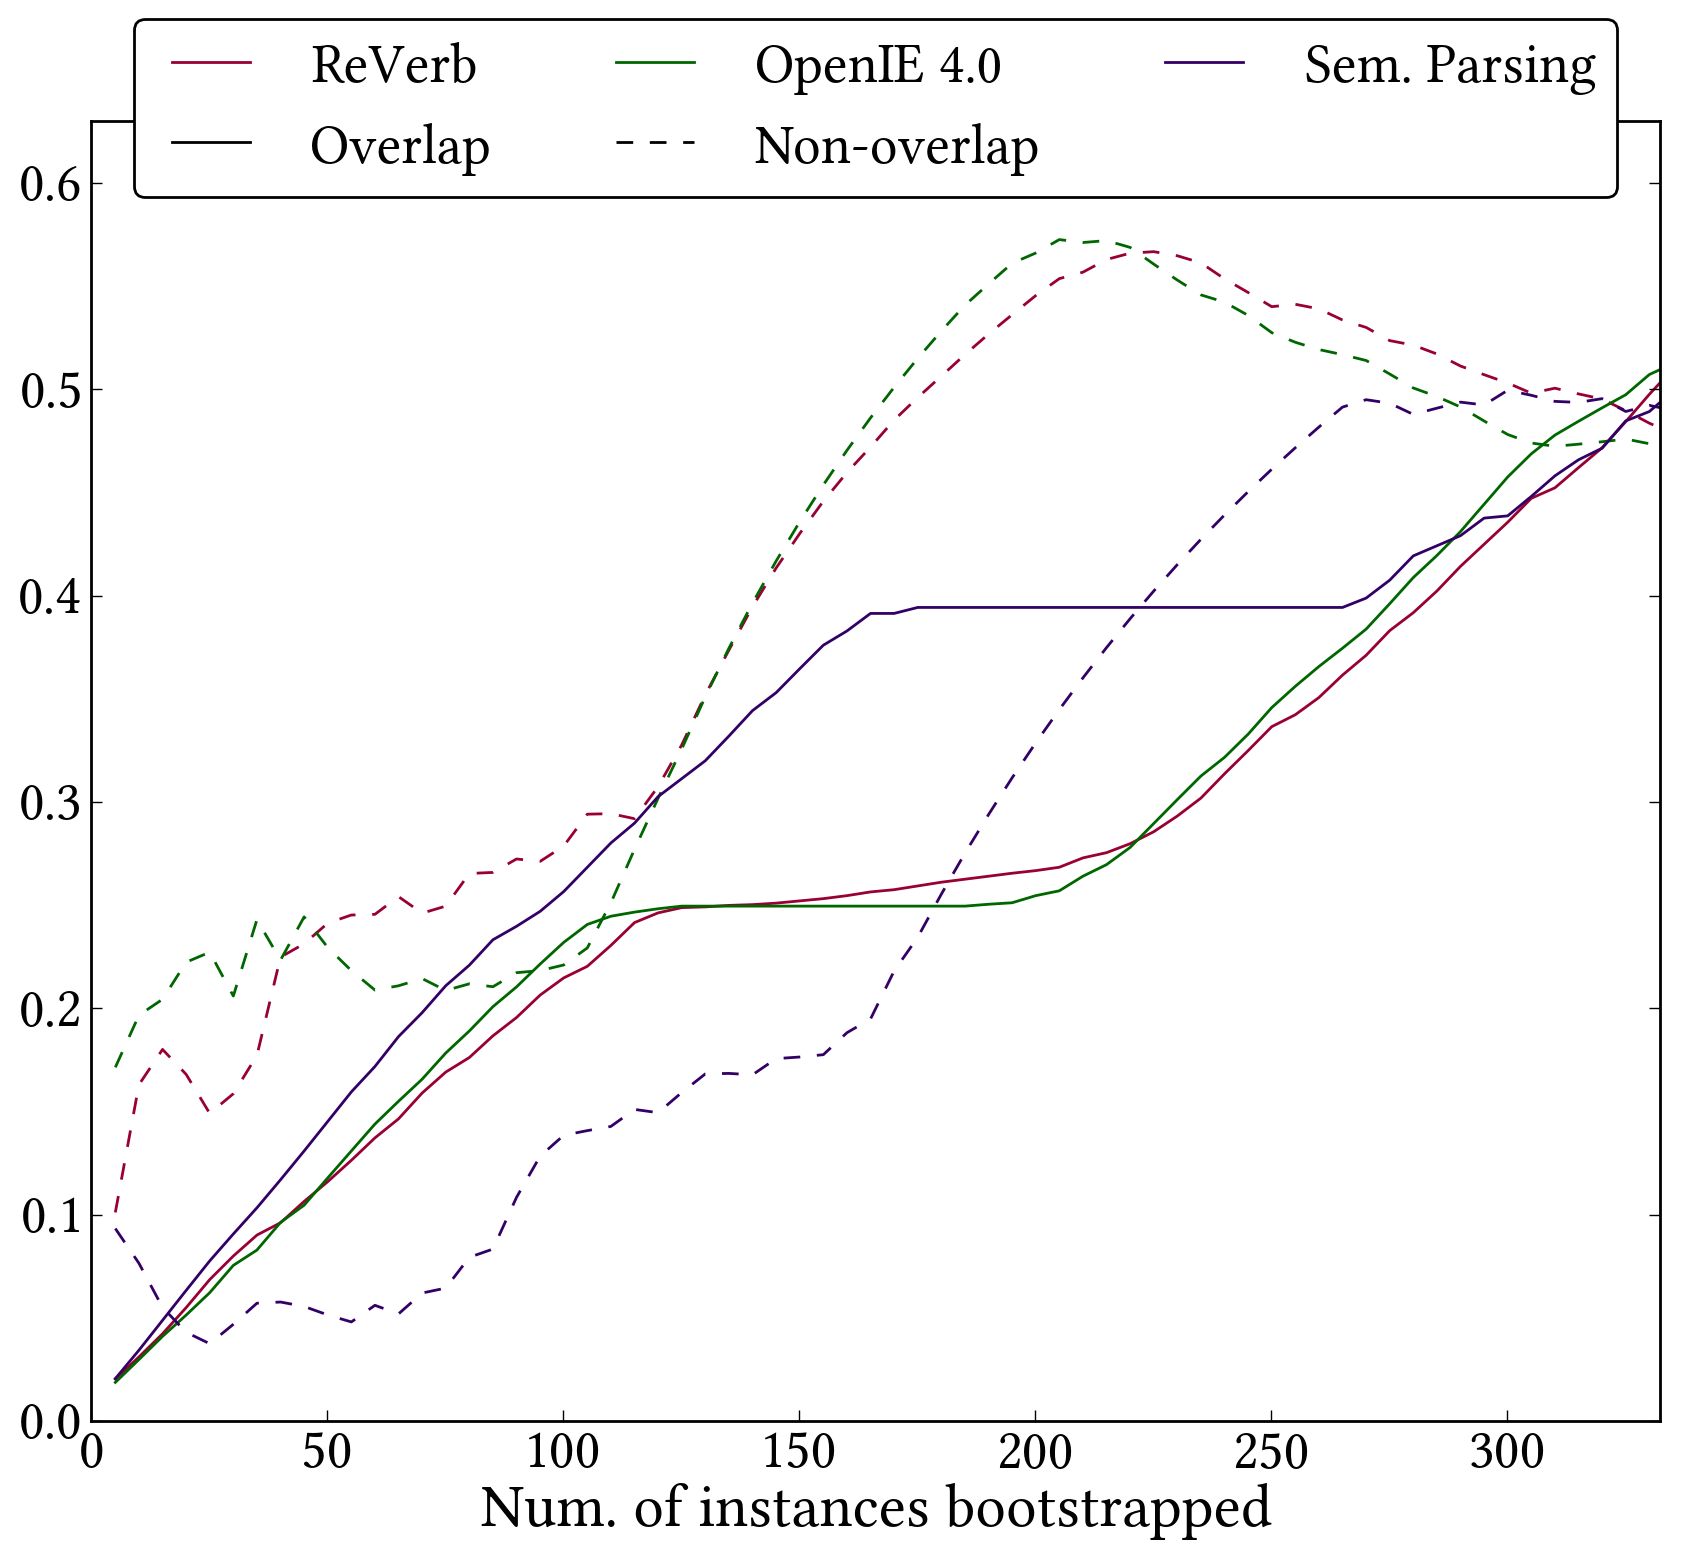 ReVerb OpenIE 4.0 Sem. Parsing
Overlap Non-overlap
0.6
0.5
0.4
0.3
0.2
0.1
0.0
0 50 100 150 200 250 300
Num. of instances bootstrapped